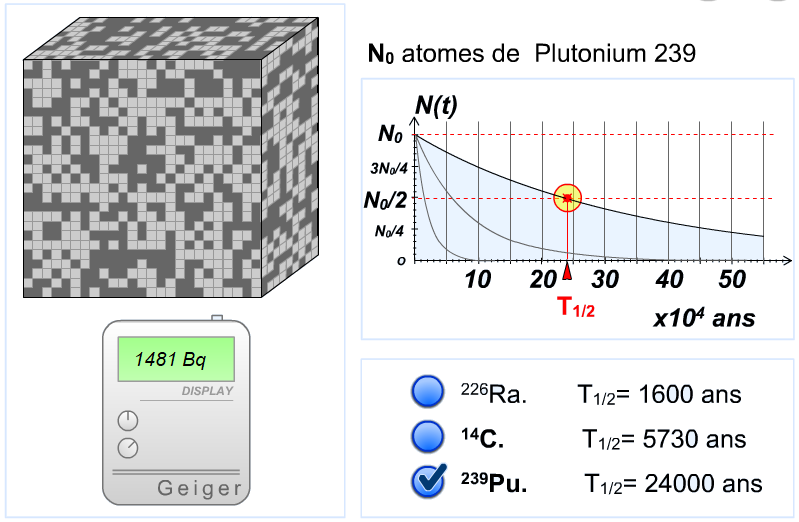 N₀ atomes de Plutonium 239
N(t)
N₀
3N₀/4
N₀/2
N₀/4
0
10 20 30 40 50
T₁/₂
x10⁴ ans
1481 Bq
DISPLAY
Geiger
²²⁶Ra. T₁/₂= 1600 ans
¹⁴C. T₁/₂= 5730 ans
²³⁹Pu. T₁/₂= 24000 ans